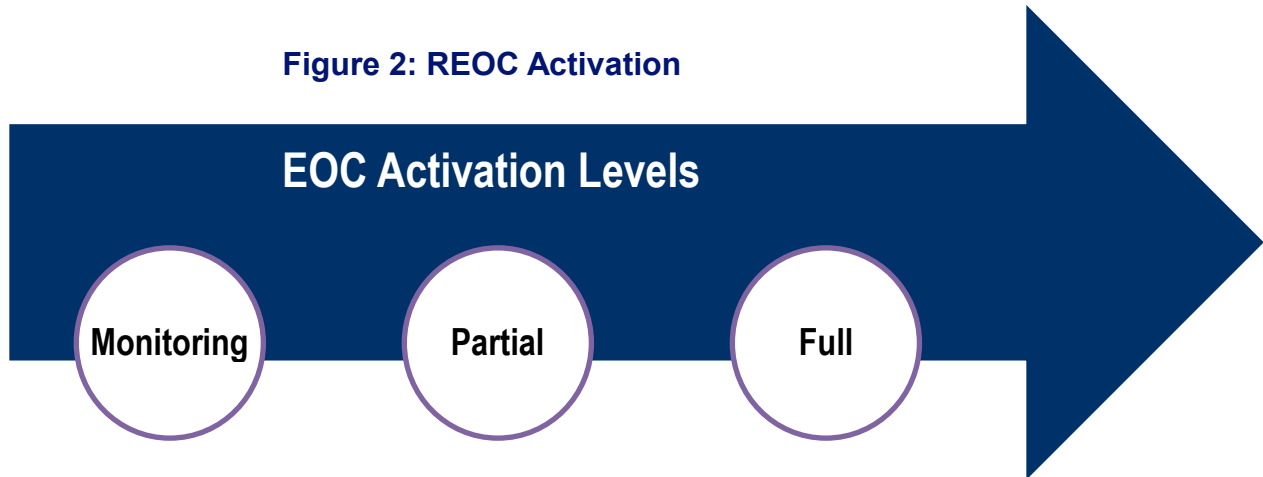 Figure 2: REOC Activation
EOC Activation Levels
Monitoring
Partial
Full